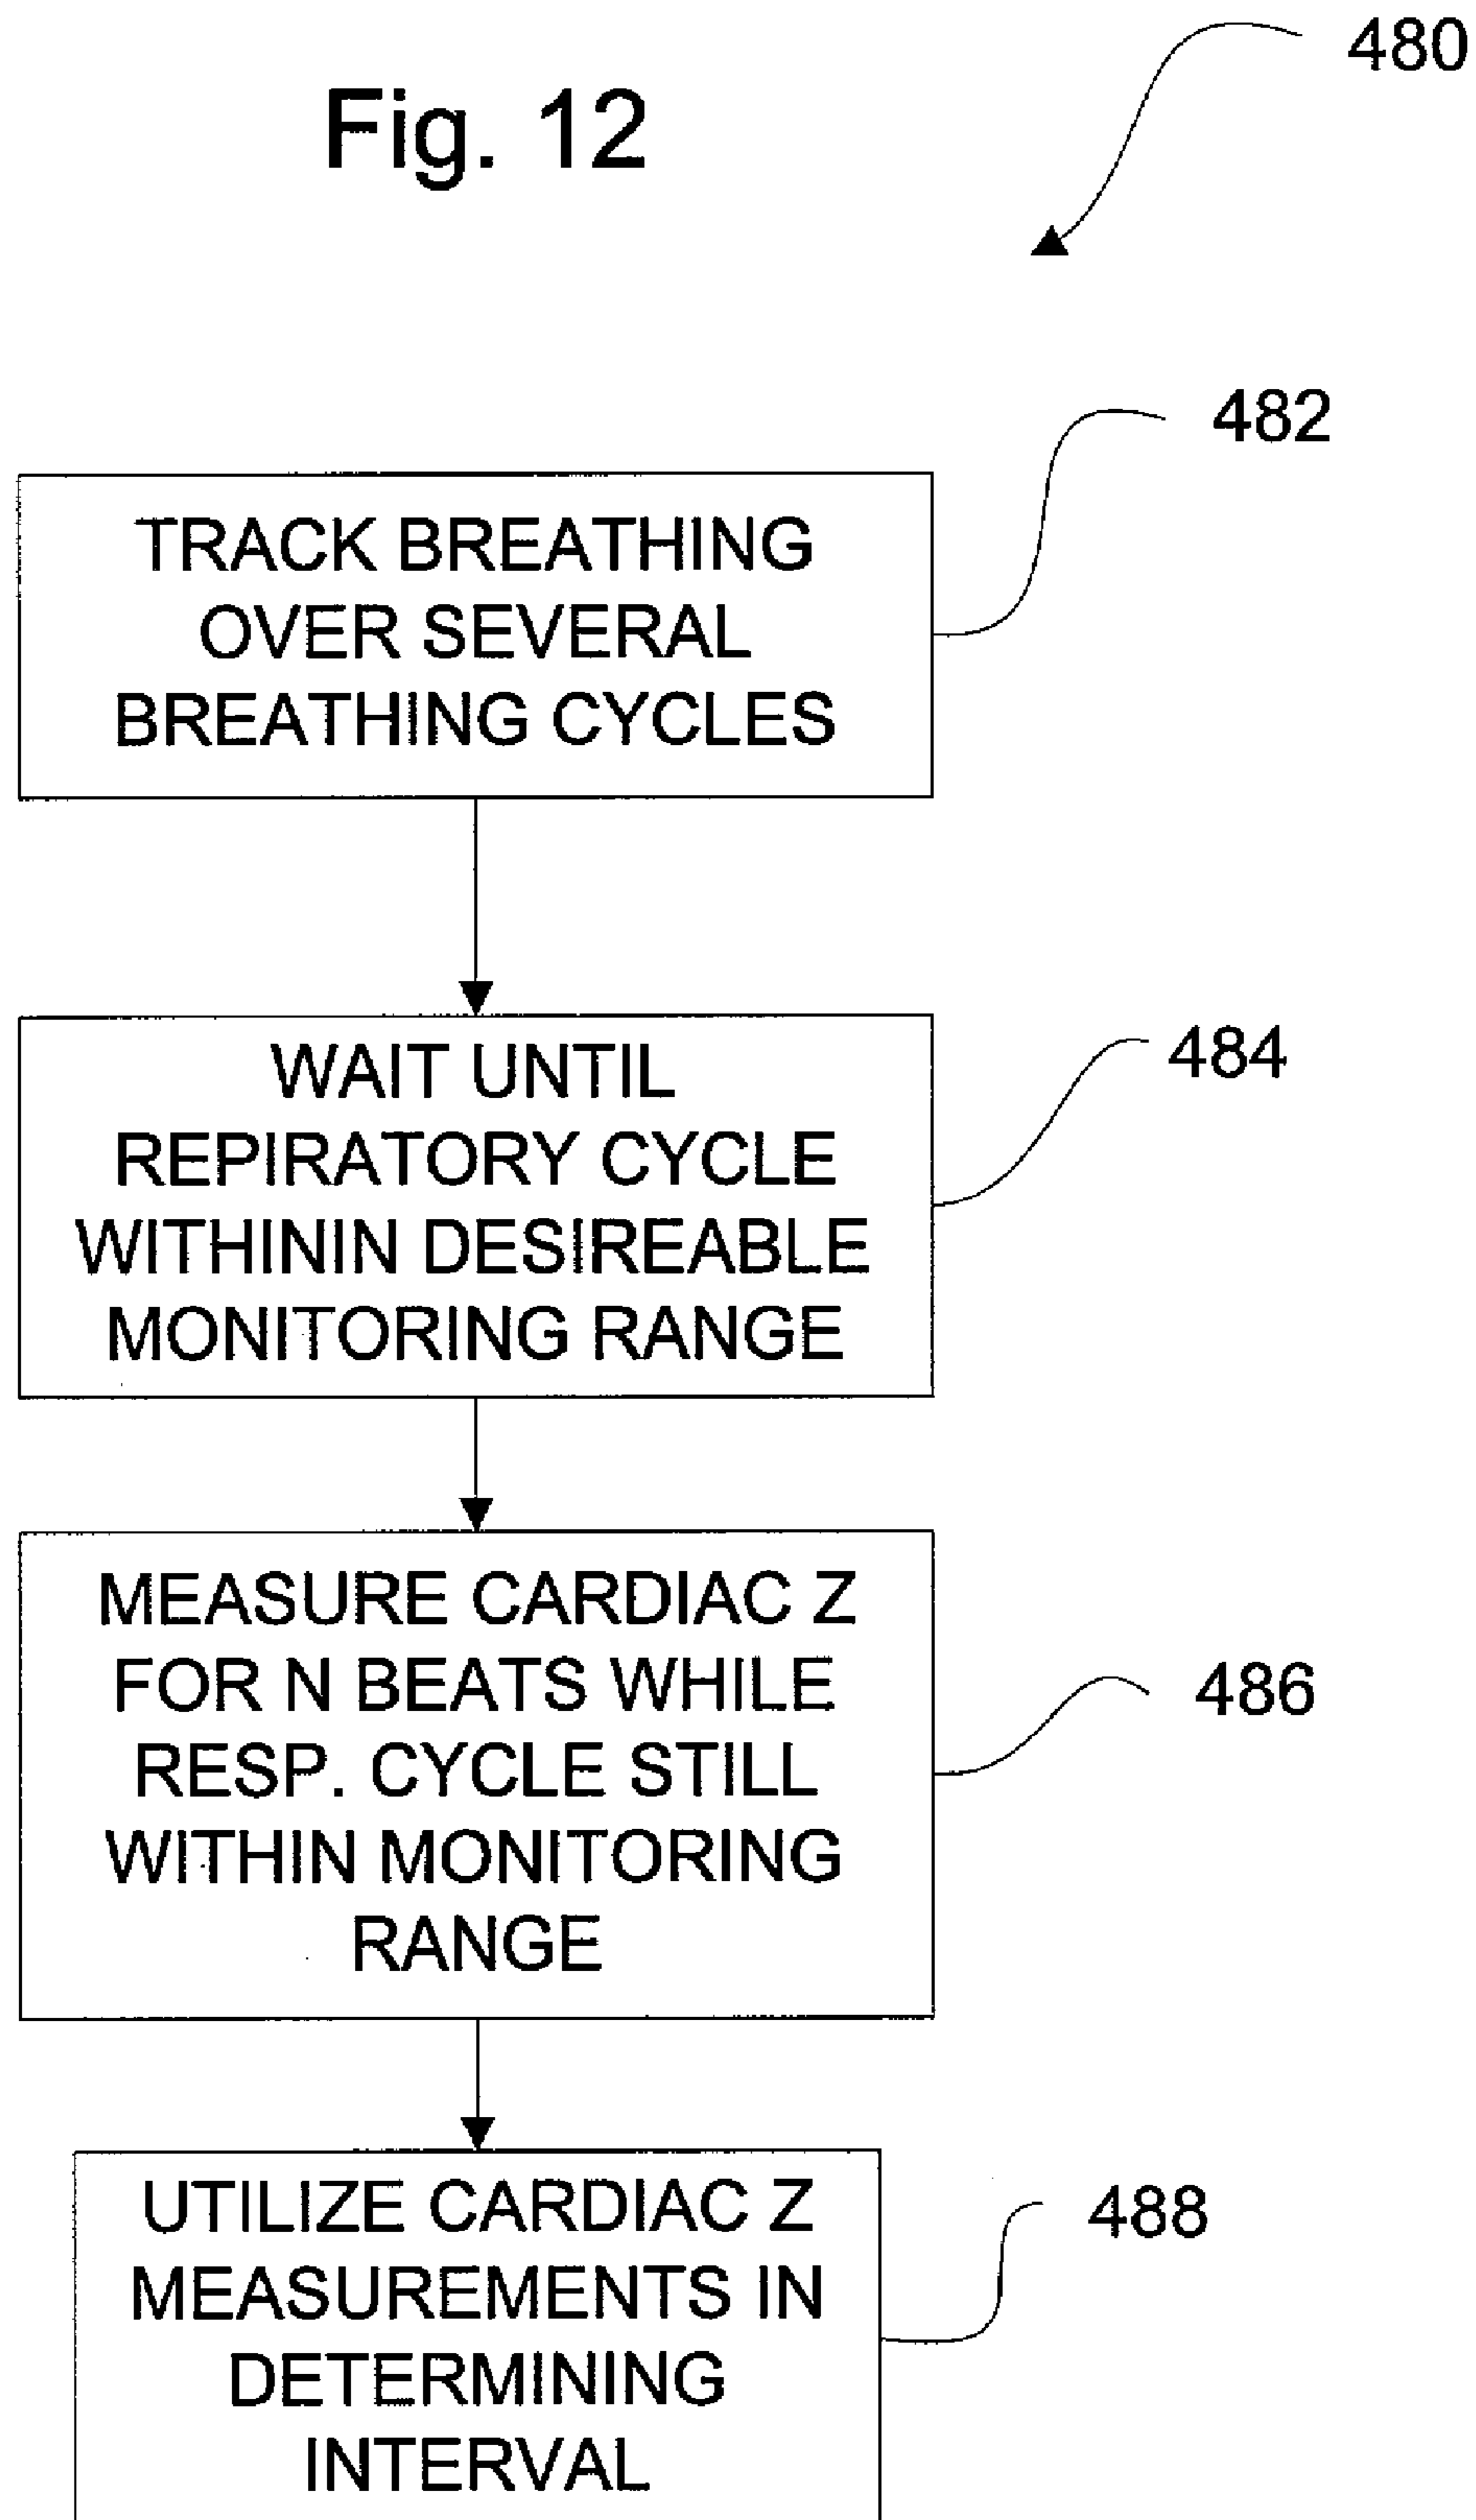 480
Fig. 12
482
TRACK BREATHING
OVER SEVERAL
BREATHING CYCLES
484
WAIT UNTIL
REPIRATORY CYCLE
WITHININ DESIREABLE
MONITORING RANGE
MEASURE CARDIAC Z
FOR N BEATS WHILE
486
RESP. CYCLE STILL
WITHIN MONITORING
RANGE
UTILIZE CARDIAC Z
488
MEASUREMENTS IN
DETERMINING
INTERVAL